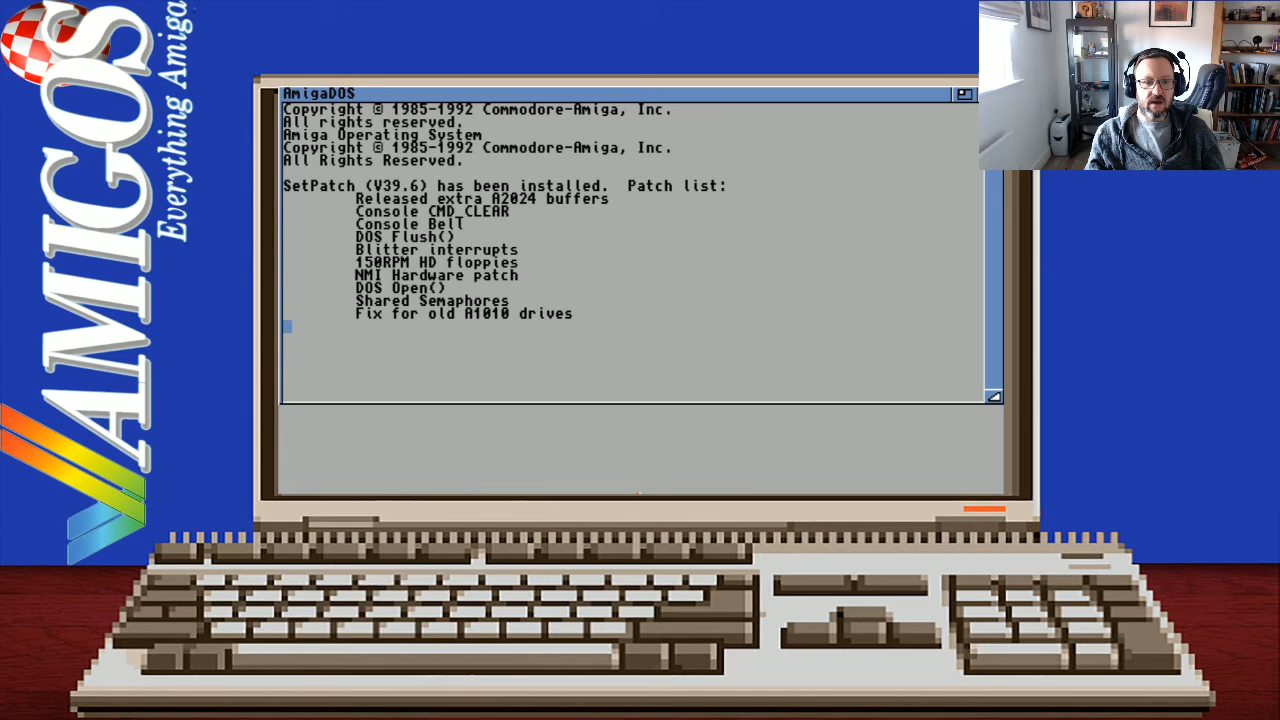 AMIGOS
Everything Amiga
AmigaDOS
Copyright © 1985-1992 Commodore-Amiga, Inc.
All rights reserved.
Amiga Operating System
Copyright © 1985-1992 Commodore-Amiga, Inc.
All Rights Reserved.
SetPatch (V39.6) has been installed.  Patch list:
Released extra A2024 buffers
Console CMD_CLEAR
Console Bell
DOS Flush()
Blitter interrupts
150RPM HD floppies
NMI Hardware patch
DOS Open()
Shared Semaphores
Fix for old A1010 drives